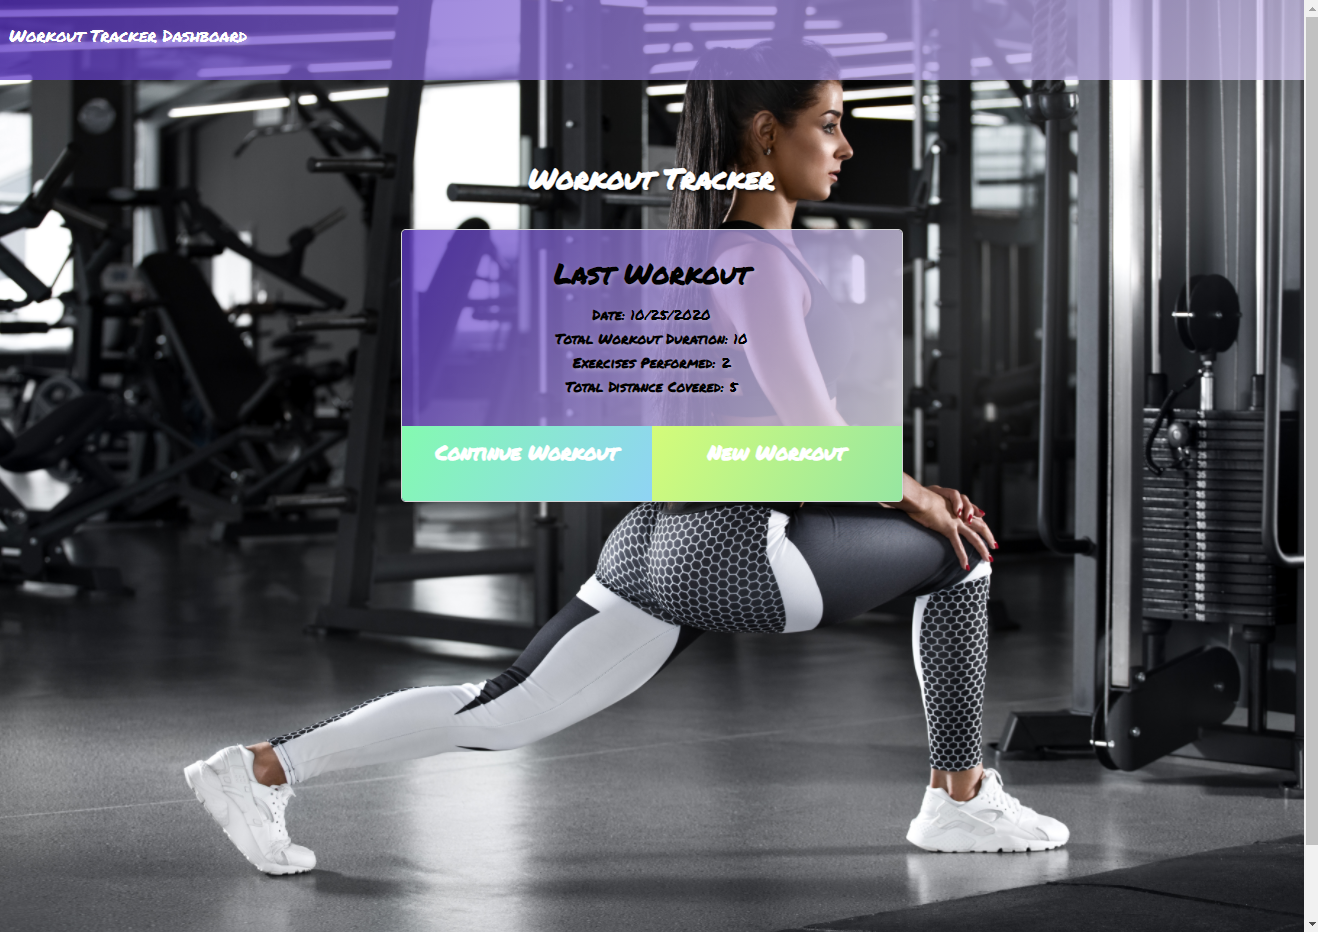 Workout Tracker Dashboard
Workout Tracker
Last Workout
Date: 10/25/2020
Total Workout Duration: 10
Exercises Performed: 2
Total Distance Covered: 5
Continue Workout
New Workout